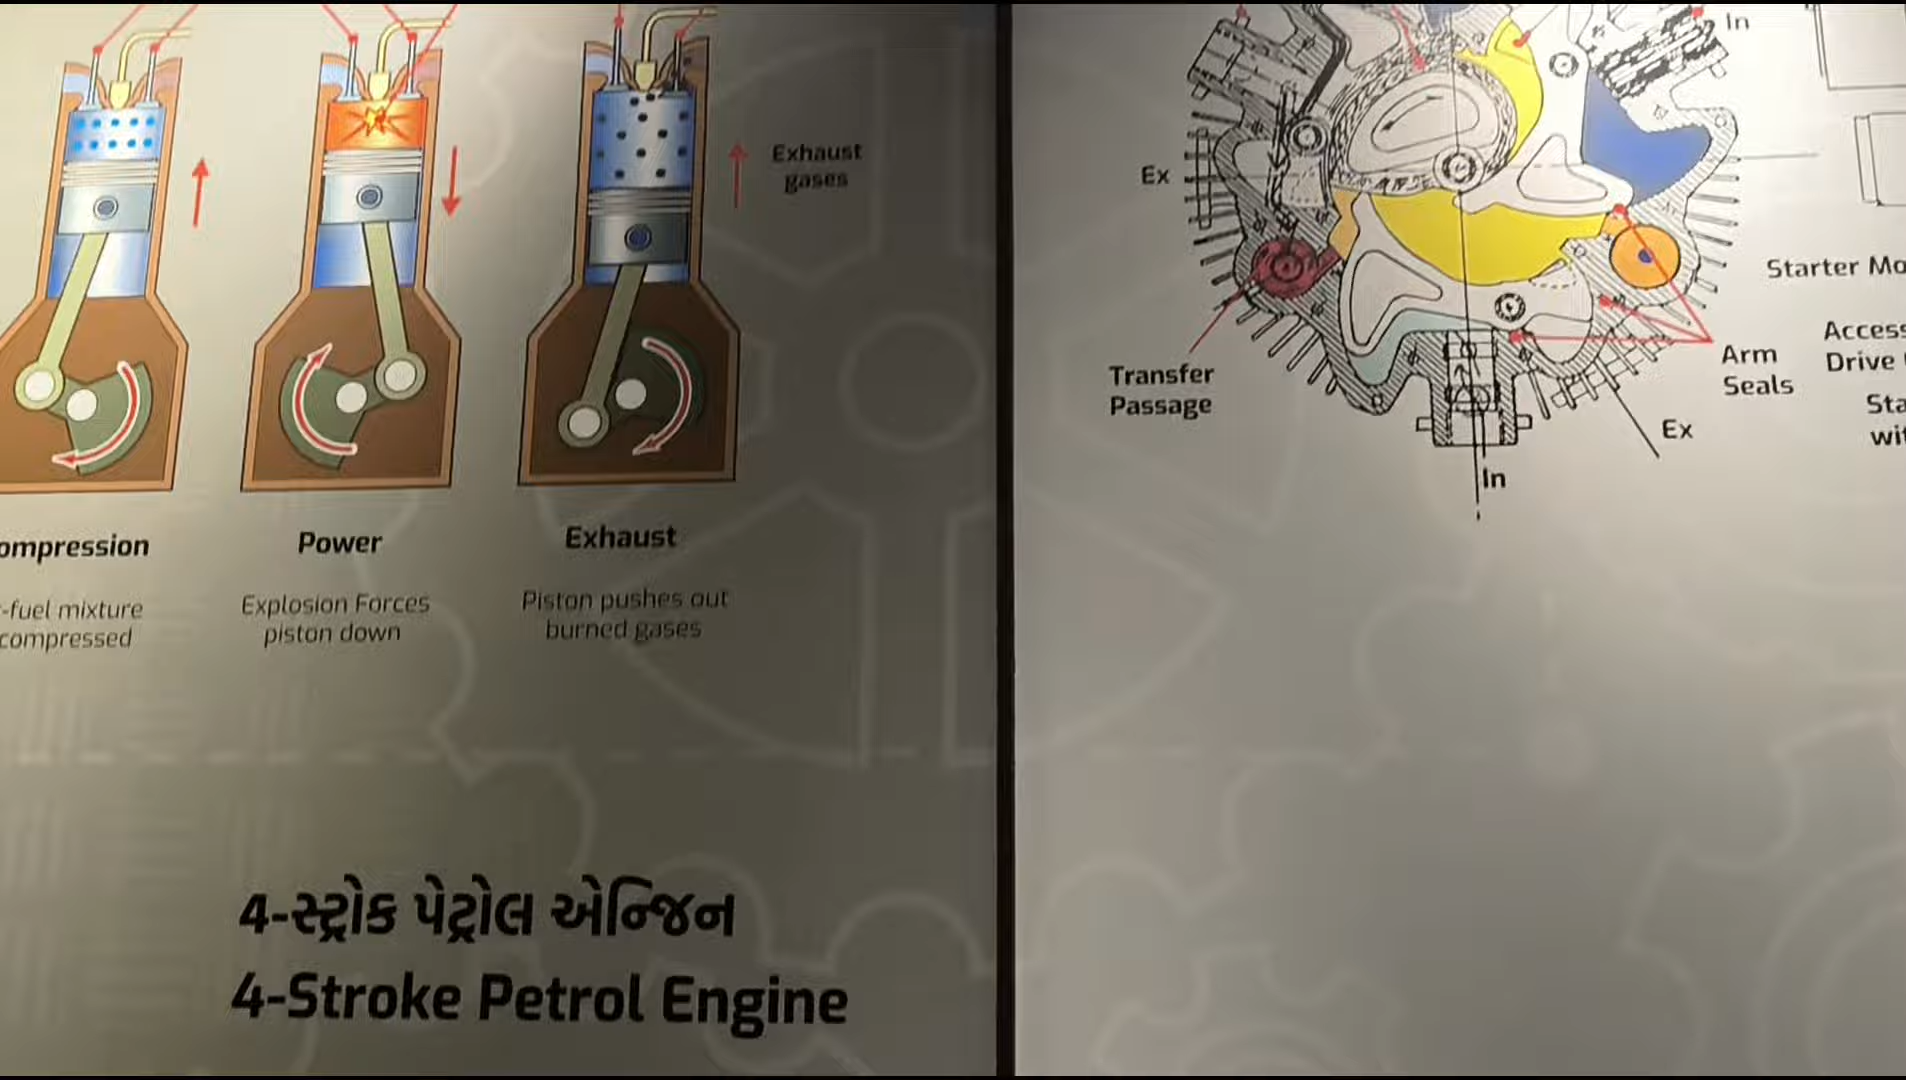 Exhaust
gases
ompression
-fuel mixture
compressed
Power
Explosion Forces
piston down
Exhaust
Piston pushes out
burned gases
4-સ્ટ્રોક પેટ્રોલ એન્જિન
4-Stroke Petrol Engine
In
Ex
Transfer
Passage
Starter Mo
Arm
Seals
Access
Drive
Sta
wit
Ex
In